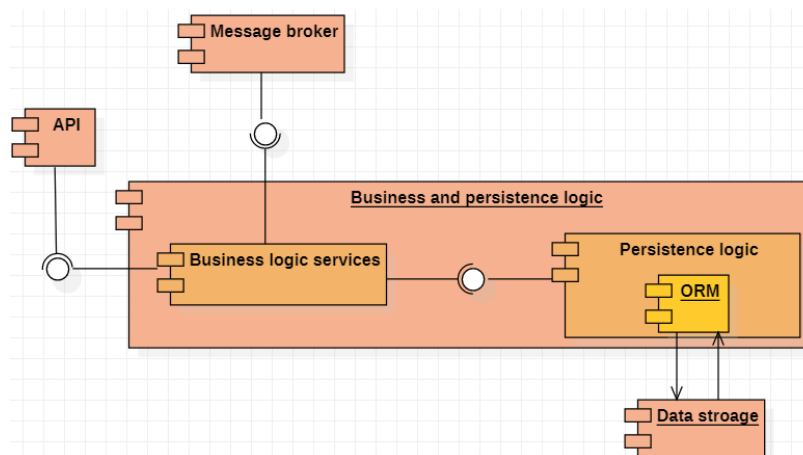 Message broker
API
Business and persistence logic
Business logic services
Persistence logic
ORM
Data stroage